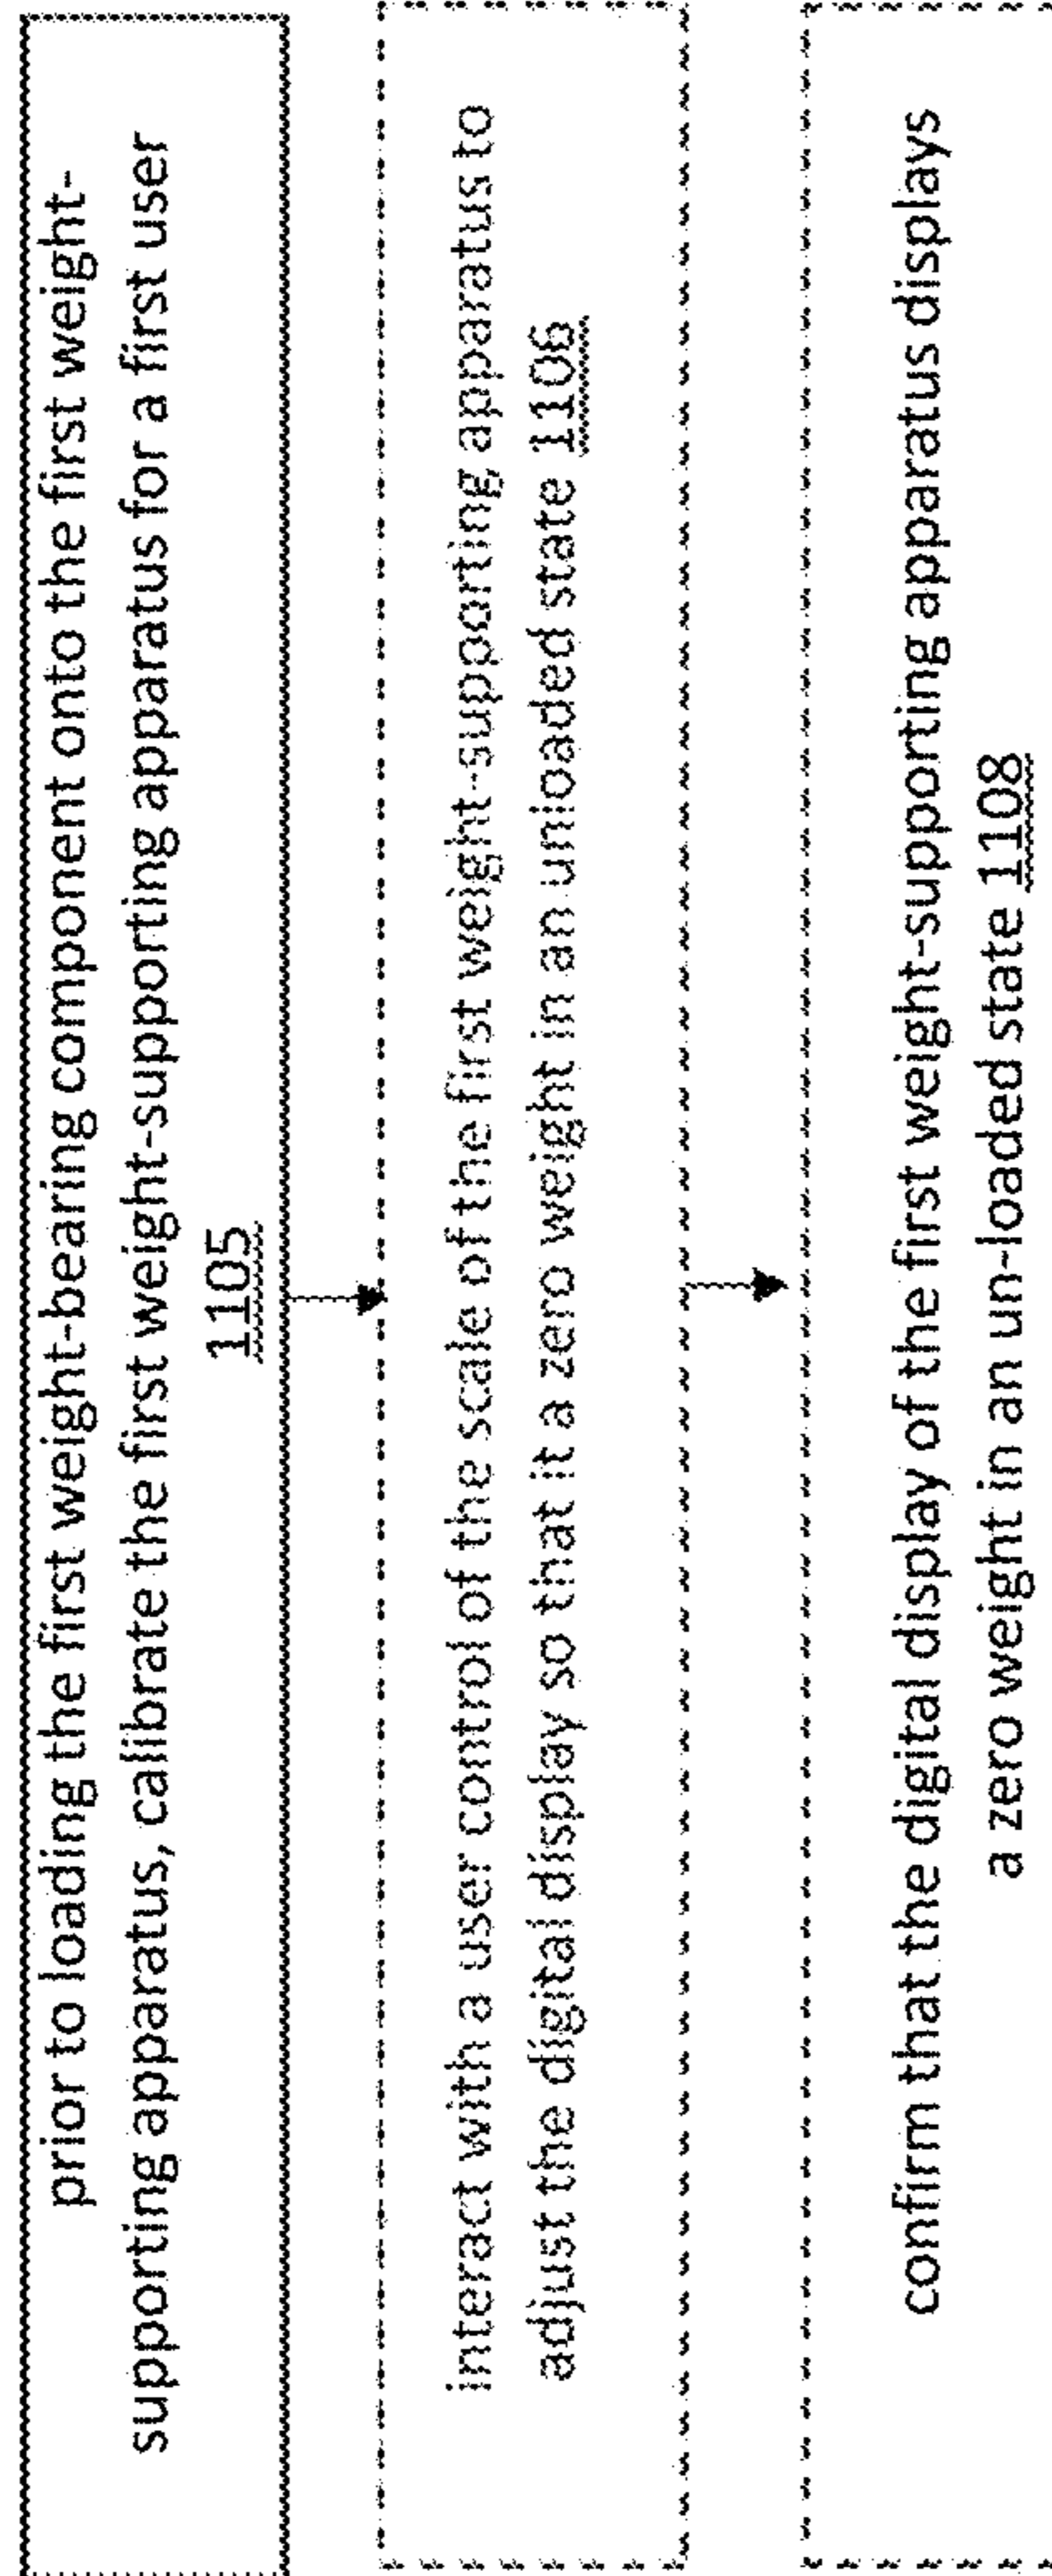 prior to loading the first weight-bearing component onto the first weight-
supporting apparatus, calibrate the first weight-supporting apparatus for a first user
1105
interact with a user control of the scale of the first weight-supporting apparatus to
adjust the digital display so that it a zero weight in an unloaded state 1106
confirm that the digital display of the first weight-supporting apparatus displays
a zero weight in an un-loaded state 1108